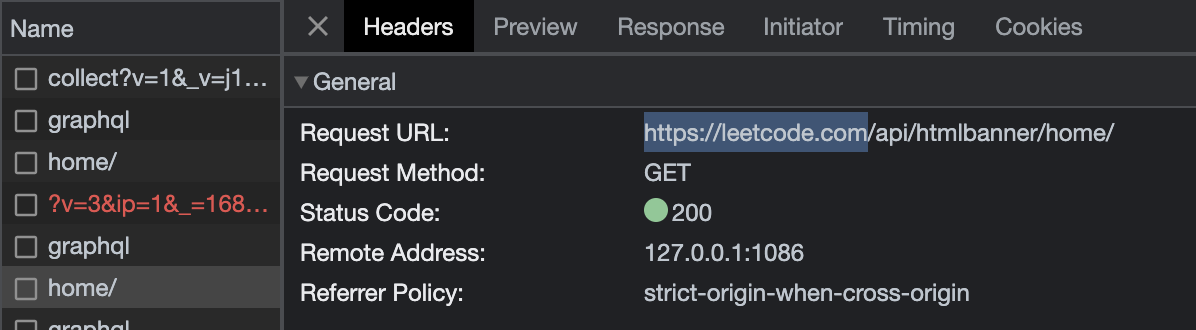 Name
collect?v=1&_v=j1...
graphql
home/
?v=3&ip=1&_=168...
graphql
home/
graphql
Headers Preview Response Initiator Timing Cookies
General
Request URL: https://leetcode.com/api/htmlbanner/home/
Request Method: GET
Status Code: 200
Remote Address: 127.0.0.1:1086
Referrer Policy: strict-origin-when-cross-origin